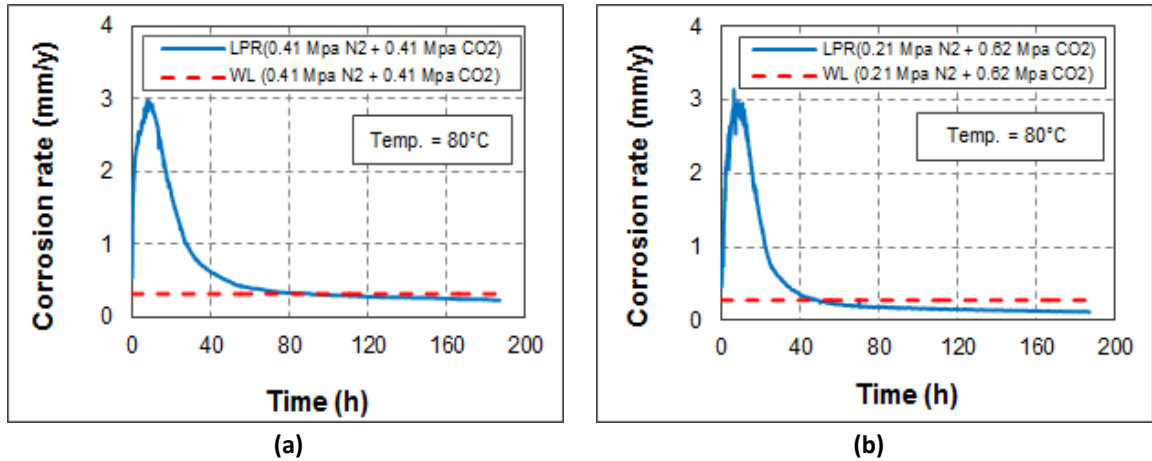 4
3
2
1
0
Corrosion rate (mm/y)
LPR(0.41 Mpa N2 + 0.41 Mpa CO2)
WL (0.41 Mpa N2 + 0.41 Mpa CO2)
Temp. = 80°C
0 40 80 120 160 200
Time (h)
(a)
4
3
2
1
0
Corrosion rate (mm/y)
LPR(0.21 Mpa N2 + 0.62 Mpa CO2)
WL (0.21 Mpa N2 + 0.62 Mpa CO2)
Temp. = 80°C
0 40 80 120 160 200
Time (h)
(b)